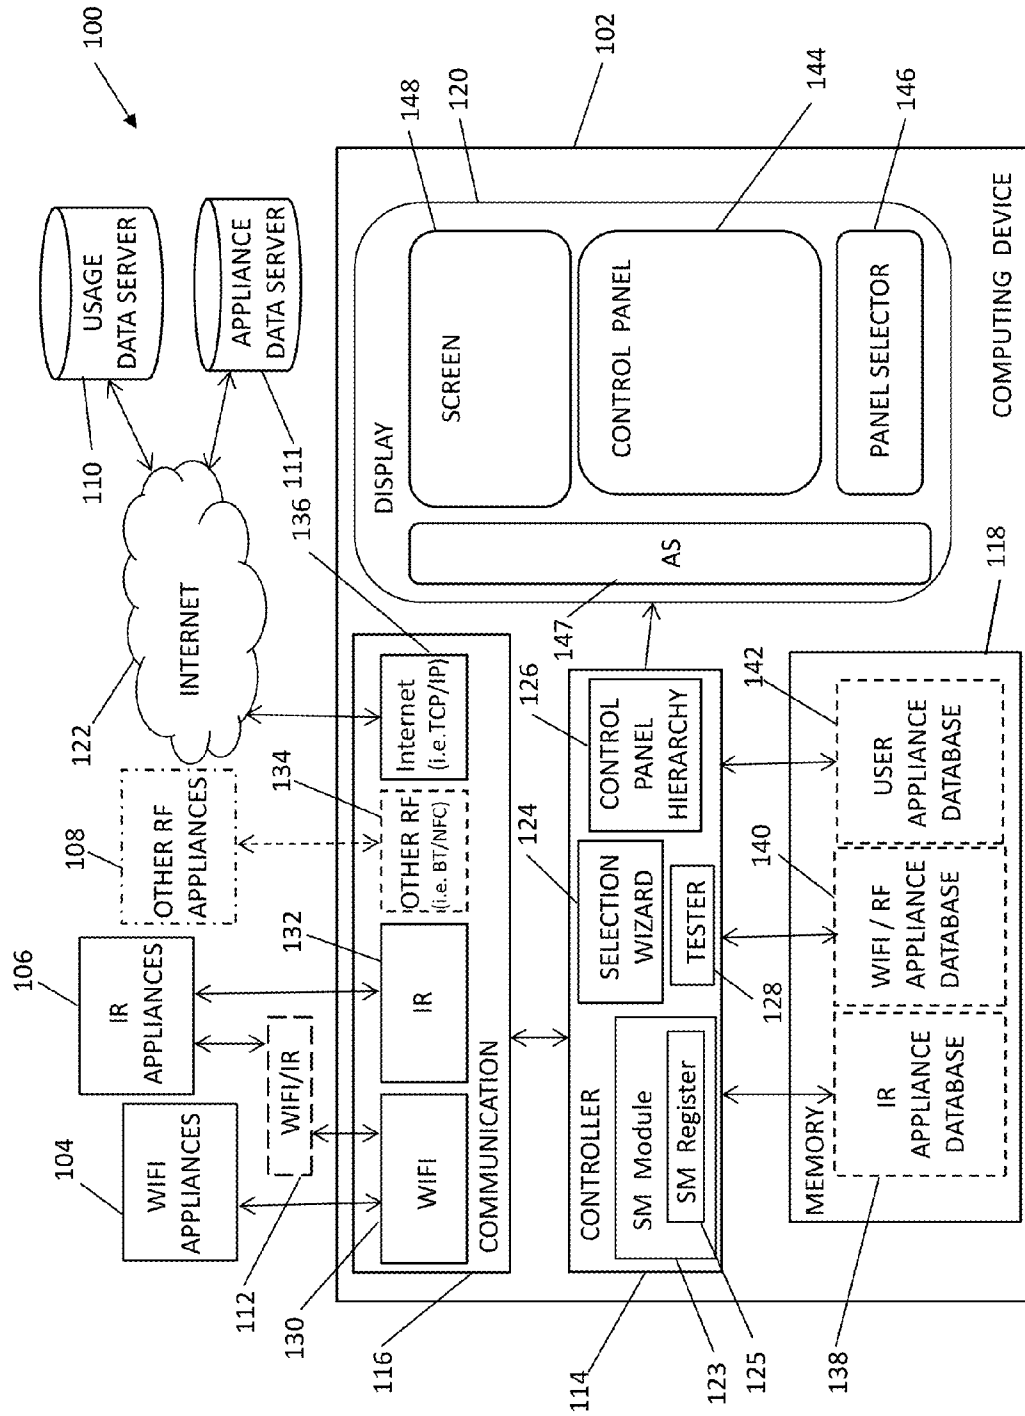 100
USAGE
DATA SERVER
110
APPLIANCE
DATA SERVER
111
INTERNET
122
OTHER RF
APPLIANCES
108
IR
APPLIANCES
106
WIFI
APPLIANCES
104
WIFI/IR
112
COMPUTING DEVICE
102
COMMUNICATION
116
WIFI
130
IR
132
OTHER RF
(i.e. BT/NFC)
134
Internet
(i.e.TCP/IP)
136
CONTROLLER
114
SM Module
123
SM Register
125
SELECTION
WIZARD
124
TESTER
128
CONTROL
PANEL
HIERARCHY
126
MEMORY
118
IR
APPLIANCE
DATABASE
138
WIFI / RF
APPLIANCE
DATABASE
140
USER
APPLIANCE
DATABASE
142
DISPLAY
120
AS
147
SCREEN
148
CONTROL PANEL
144
PANEL SELECTOR
146